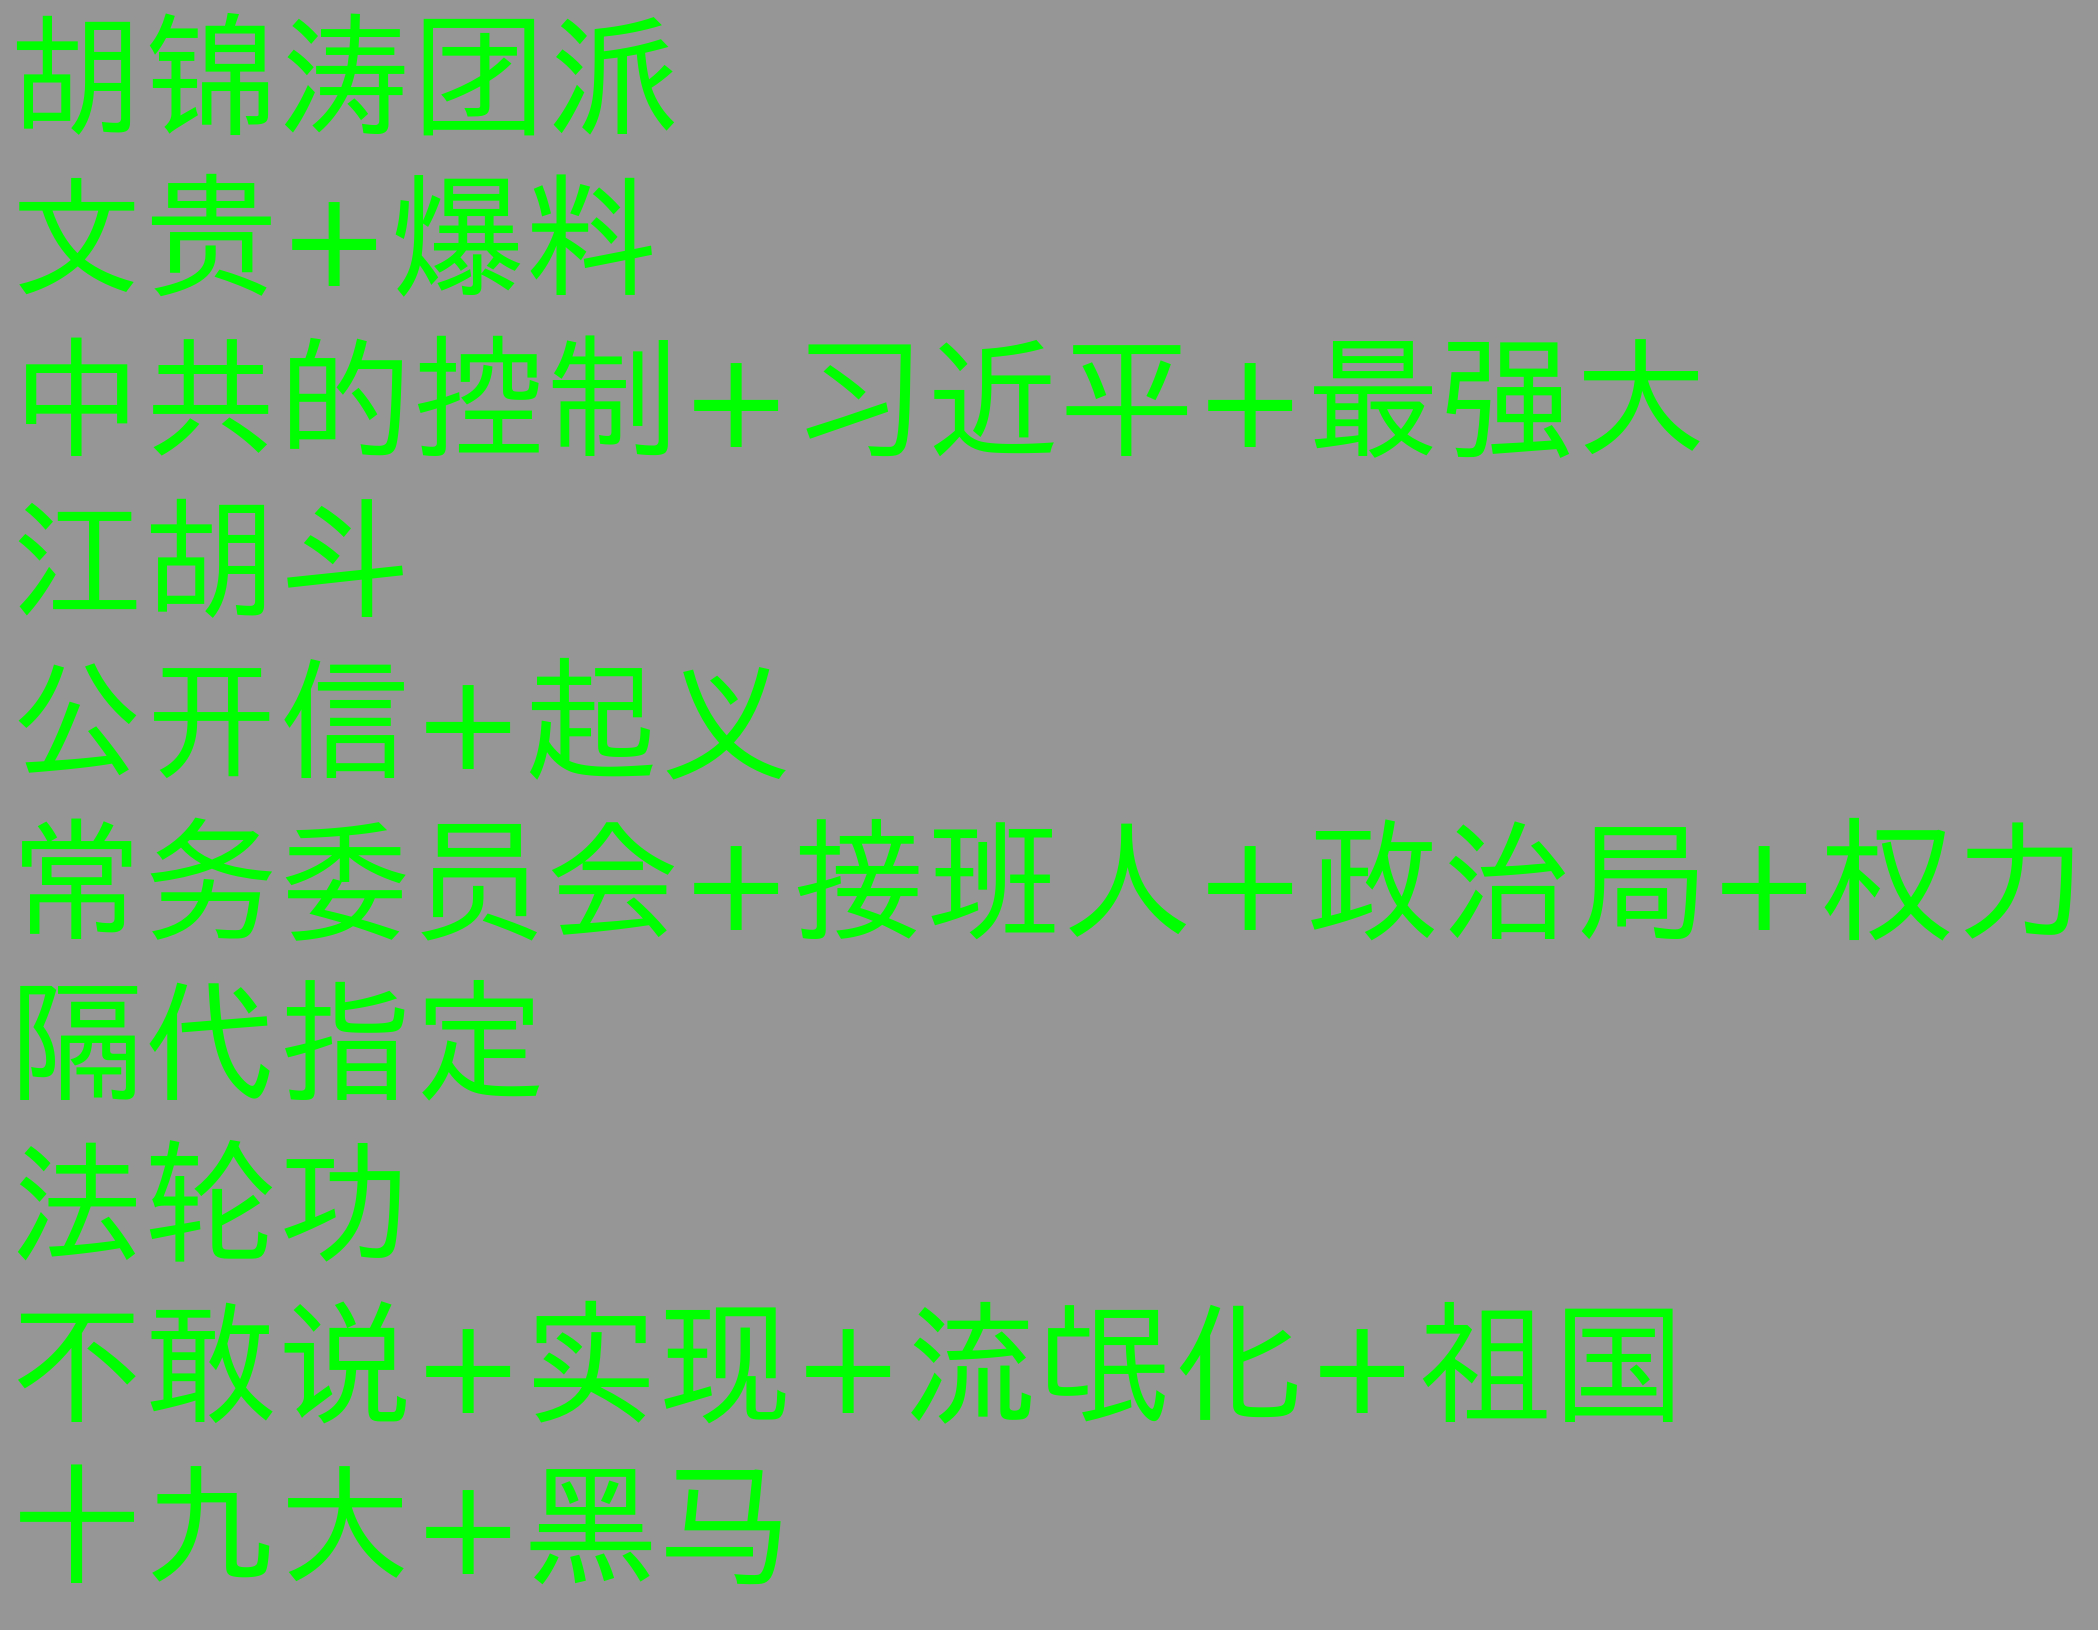 胡锦涛团派
文贵+爆料
中共的控制+习近平+最强大
江胡斗
公开信+起义
常务委员会+接班人+政治局+权力
隔代指定
法轮功
不敢说+实现+流氓化+祖国
十九大+黑马